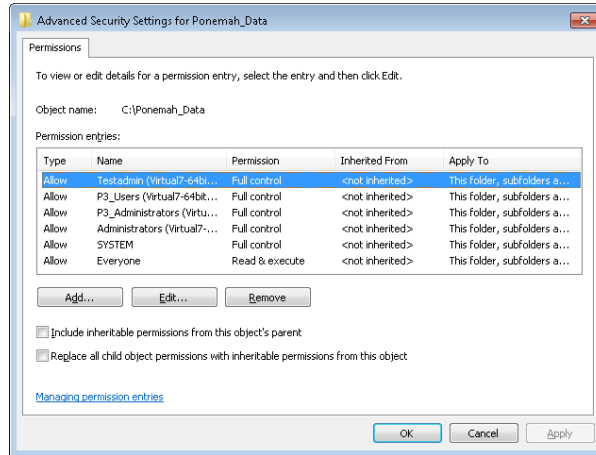 Advanced Security Settings for Ponemah_Data
Permissions
To view or edit details for a permission entry, select the entry and then click Edit.
Object name: C:\Ponemah_Data
Permission entries:
Type Name Permission Inherited From Apply To
Allow Testadmin (Virtual7-64bi... Full control <not inherited> This folder, subfolders a...
Allow P3_Users (Virtual7-64bit... Full control <not inherited> This folder, subfolders a...
Allow P3_Administrators (Virtu... Full control <not inherited> This folder, subfolders a...
Allow Administrators (Virtual7-... Full control <not inherited> This folder, subfolders a...
Allow SYSTEM Full control <not inherited> This folder, subfolders a...
Allow Everyone Read & execute <not inherited> This folder, subfolders a...
Add... Edit... Remove
Include inheritable permissions from this object's parent
Replace all child object permissions with inheritable permissions from this object
Managing permission entries
OK Cancel Apply